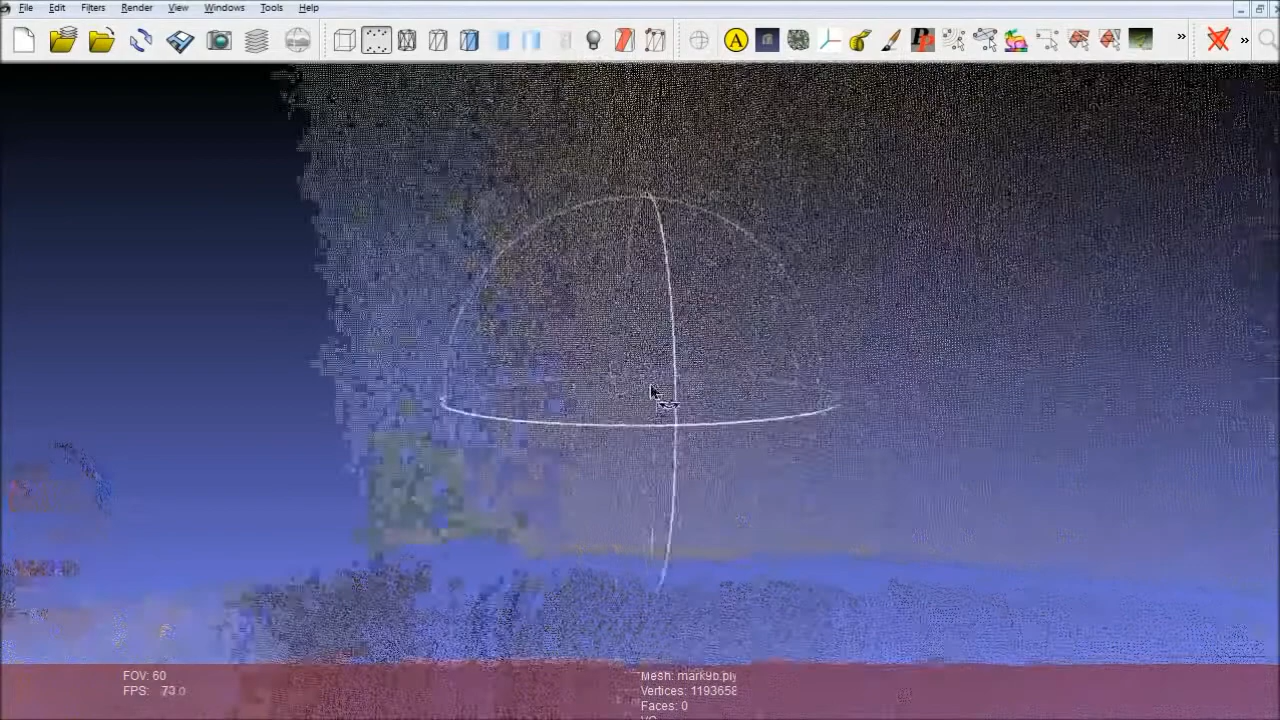 File Edit Filters Render View Windows Tools Help
A
FOV: 60
FPS: 73.0
Mesh: mark9b.ply
Vertices: 1193658
Faces: 0
VC